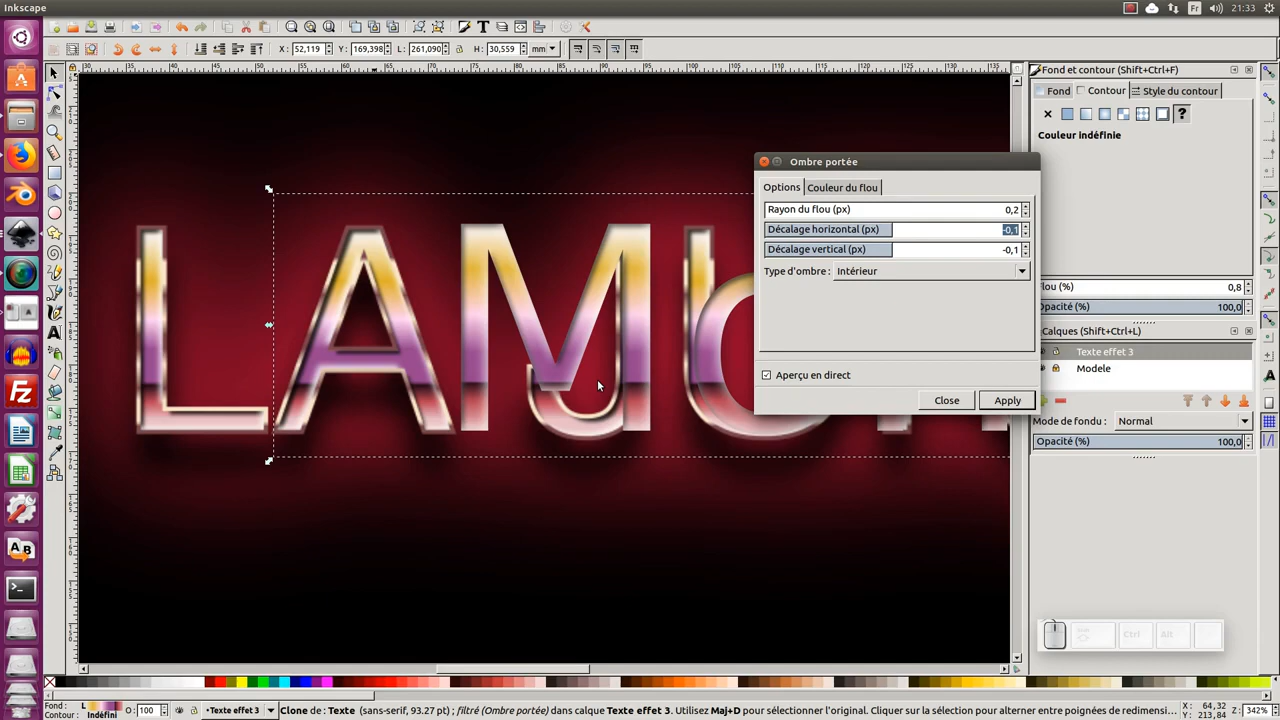 Inkscape
Fr
21:33
X:
52,119
Y:
169,398
L:
261,090
H:
30,559
mm
Fond et contour (Shift+Ctrl+F)
Fond
Contour
Style du contour
Couleur indéfinie
Ombre portée
Options
Couleur du flou
Rayon du flou (px)
0,2
Décalage horizontal (px)
-0,1
Décalage vertical (px)
-0,1
Type d'ombre :
Intérieur
Aperçu en direct
Close
Apply
Flou (%)
0,8
Opacité (%)
100,0
Calques (Shift+Ctrl+L)
Texte effet 3
Modele
Mode de fondu :
Normal
Opacité (%)
100,0
LAM
Ctrl
Alt
Fond :
L
Contour :
Indéfini
O:
100
•Texte effet 3
Clone de : Texte (sans-serif, 93.27 pt) ; filtré (Ombre portée) dans calque Texte effet 3. Utilisez Maj+D pour sélectionner l'original. Cliquer sur la sélection pour alterner entre poignées de redimensi...
X:
64,32
Y:
213,84
Z:
342%